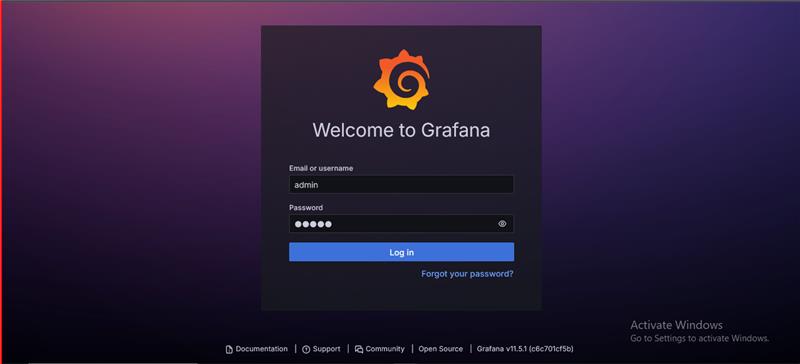 Welcome to Grafana
Email or username
admin
Password
●●●●●
Log in
Forgot your password?
Documentation | Support | Community | Open Source | Grafana v11.5.1 (c6c701cf5b)
Activate Windows
Go to Settings to activate Windows.